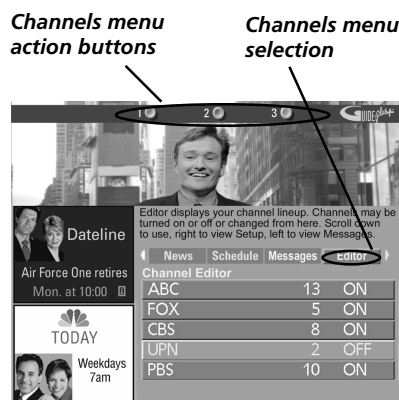 Channels menu
action buttons
Channels menu
selection
1 2 3 GUIDE Plus+
Editor displays your channel lineup. Channels may be
turned on or off or changed from here. Scroll down
to use, right to view Setup, left to view Messages.
Dateline
Air Force One retires
Mon. at 10:00
News Schedule Messages Editor
Channel Editor
ABC 13 ON
FOX 5 ON
CBS 8 ON
UPN 2 OFF
PBS 10 ON
TODAY
Weekdays
7am